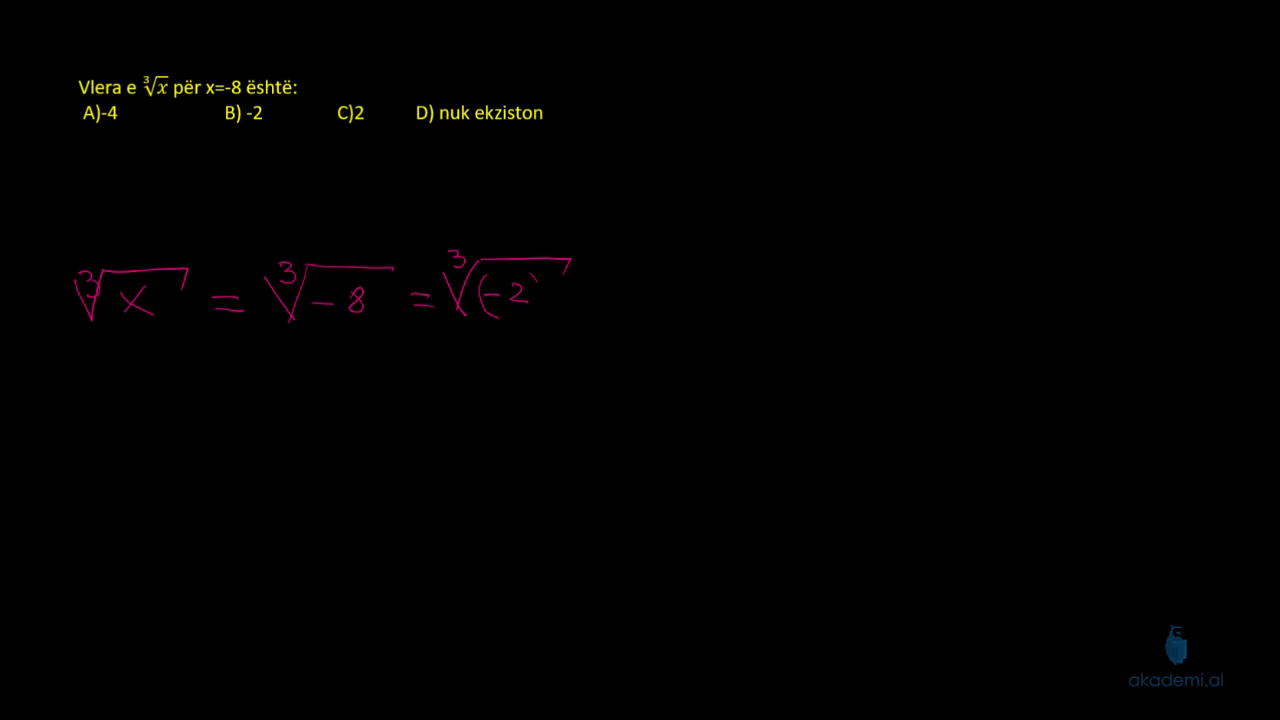 Vlera e ∛x për x=-8 është:
A)-4 B) -2 C)2 D) nuk ekziston
∛x = ∛-8 = ∛(-2)
akademi.al